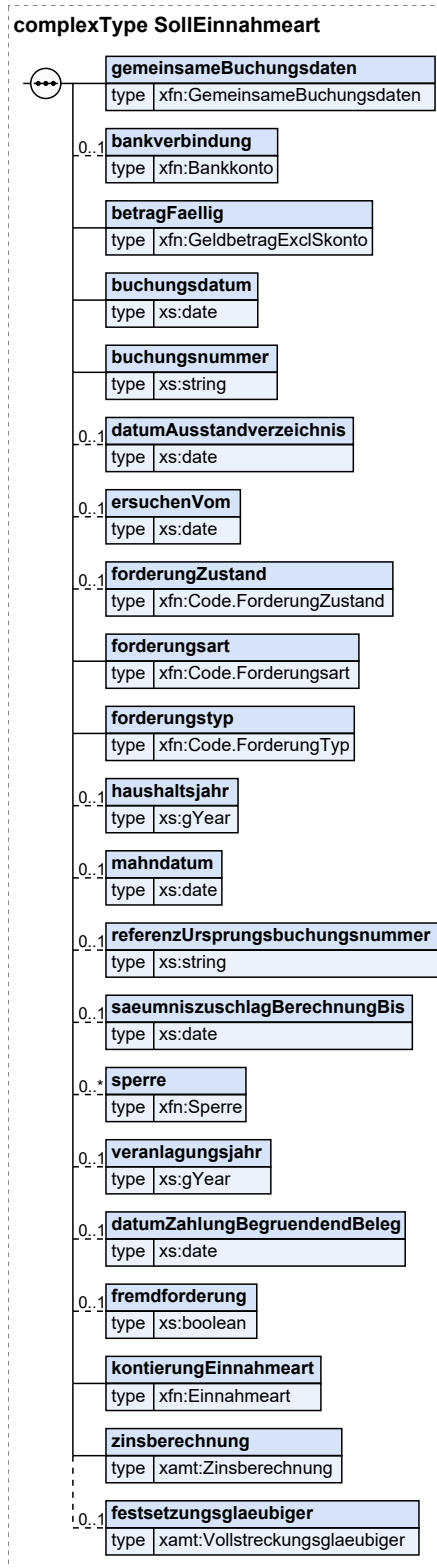 complexType SollEinnahmeart
gemeinsameBuchungsdaten
type xfn:GemeinsameBuchungsdaten
0..1 bankverbindung
type xfn:Bankkonto
betragFaellig
type xfn:GeldbetragExclSkonto
buchungsdatum
type xs:date
buchungsnummer
type xs:string
0..1 datumAusstandverzeichnis
type xs:date
0..1 ersuchenVom
type xs:date
0..1 forderungZustand
type xfn:Code.ForderungZustand
forderungsart
type xfn:Code.Forderungsart
forderungstyp
type xfn:Code.ForderungTyp
0..1 haushaltsjahr
type xs:gYear
0..1 mahndatum
type xs:date
0..1 referenzUrsprungsbuchungsnummer
type xs:string
0..1 saeumniszuschlagBerechnungBis
type xs:date
0..* sperre
type xfn:Sperre
0..1 veranlagungsjahr
type xs:gYear
0..1 datumZahlungBegruendendBeleg
type xs:date
0..1 fremdforderung
type xs:boolean
kontierungEinnahmeart
type xfn:Einnahmeart
zinsberechnung
type xamt:Zinsberechnung
0..1 festsetzungsglaeubiger
type xamt:Vollstreckungsglaeubiger